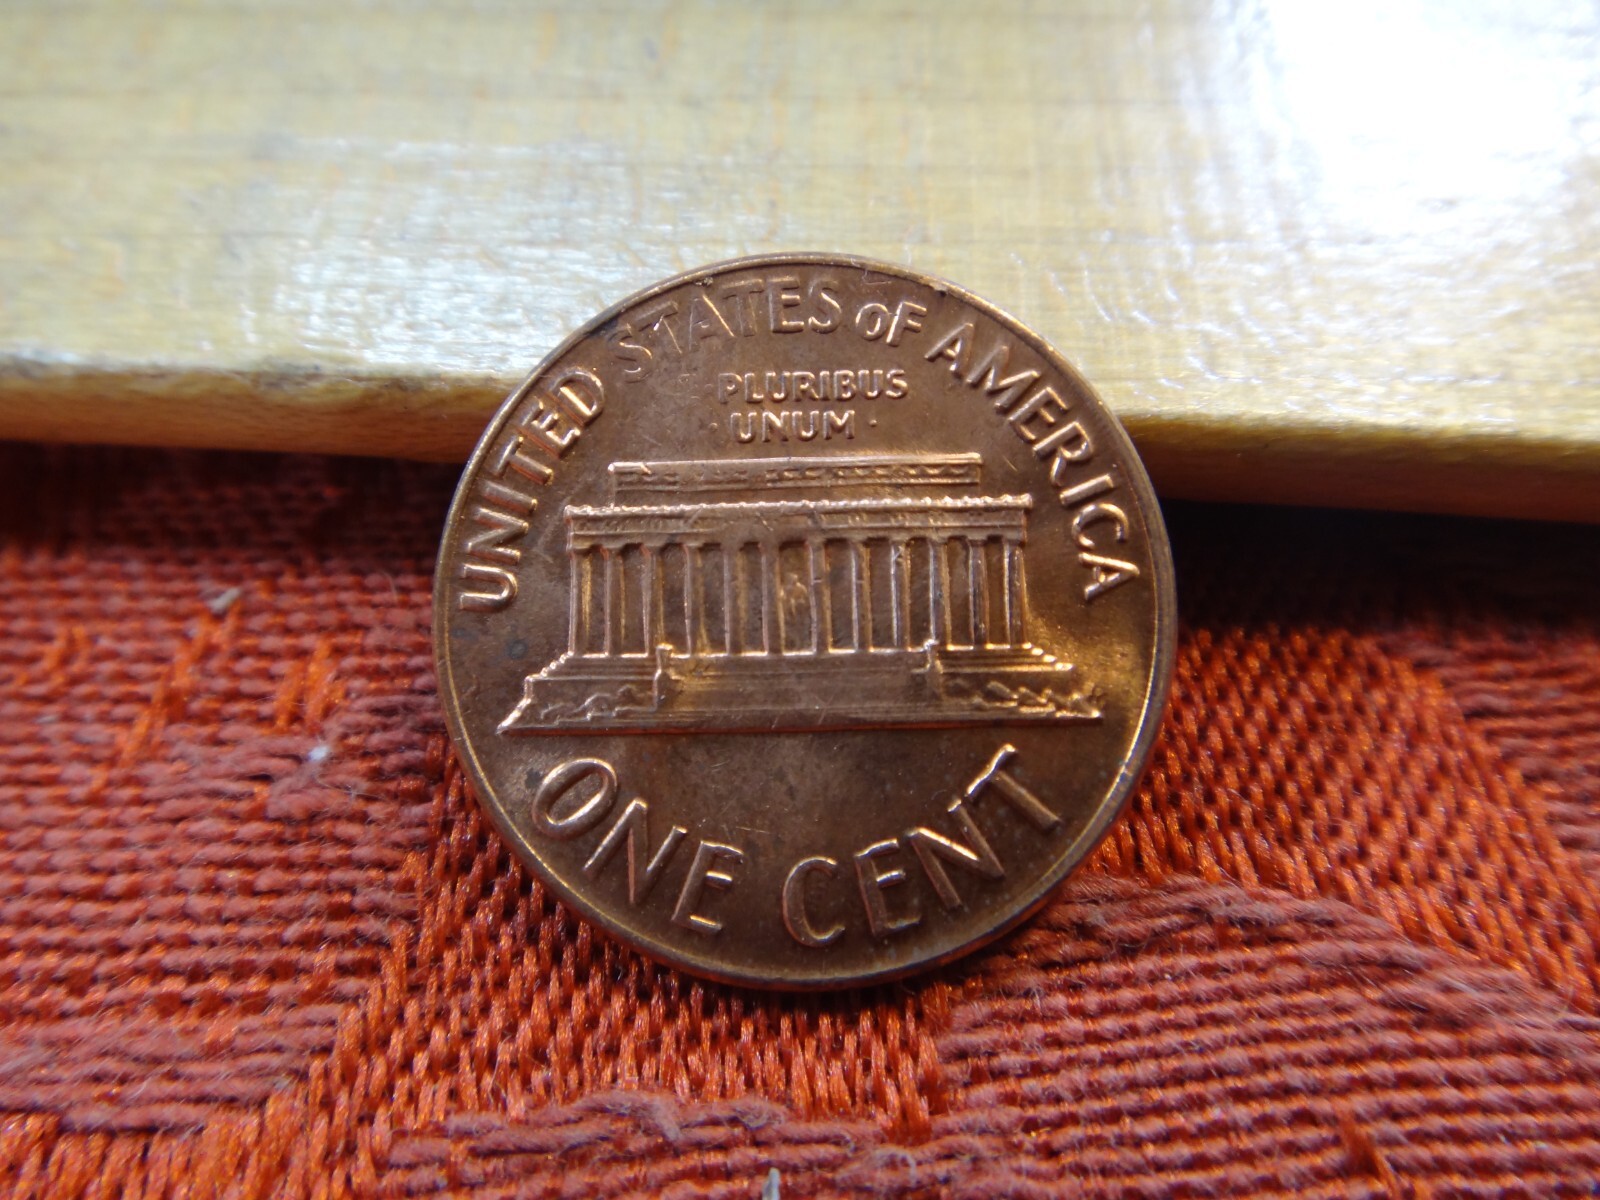 UNITED STATES OF AMERICA
PLURIBUS
· UNUM ·
ONE CENT